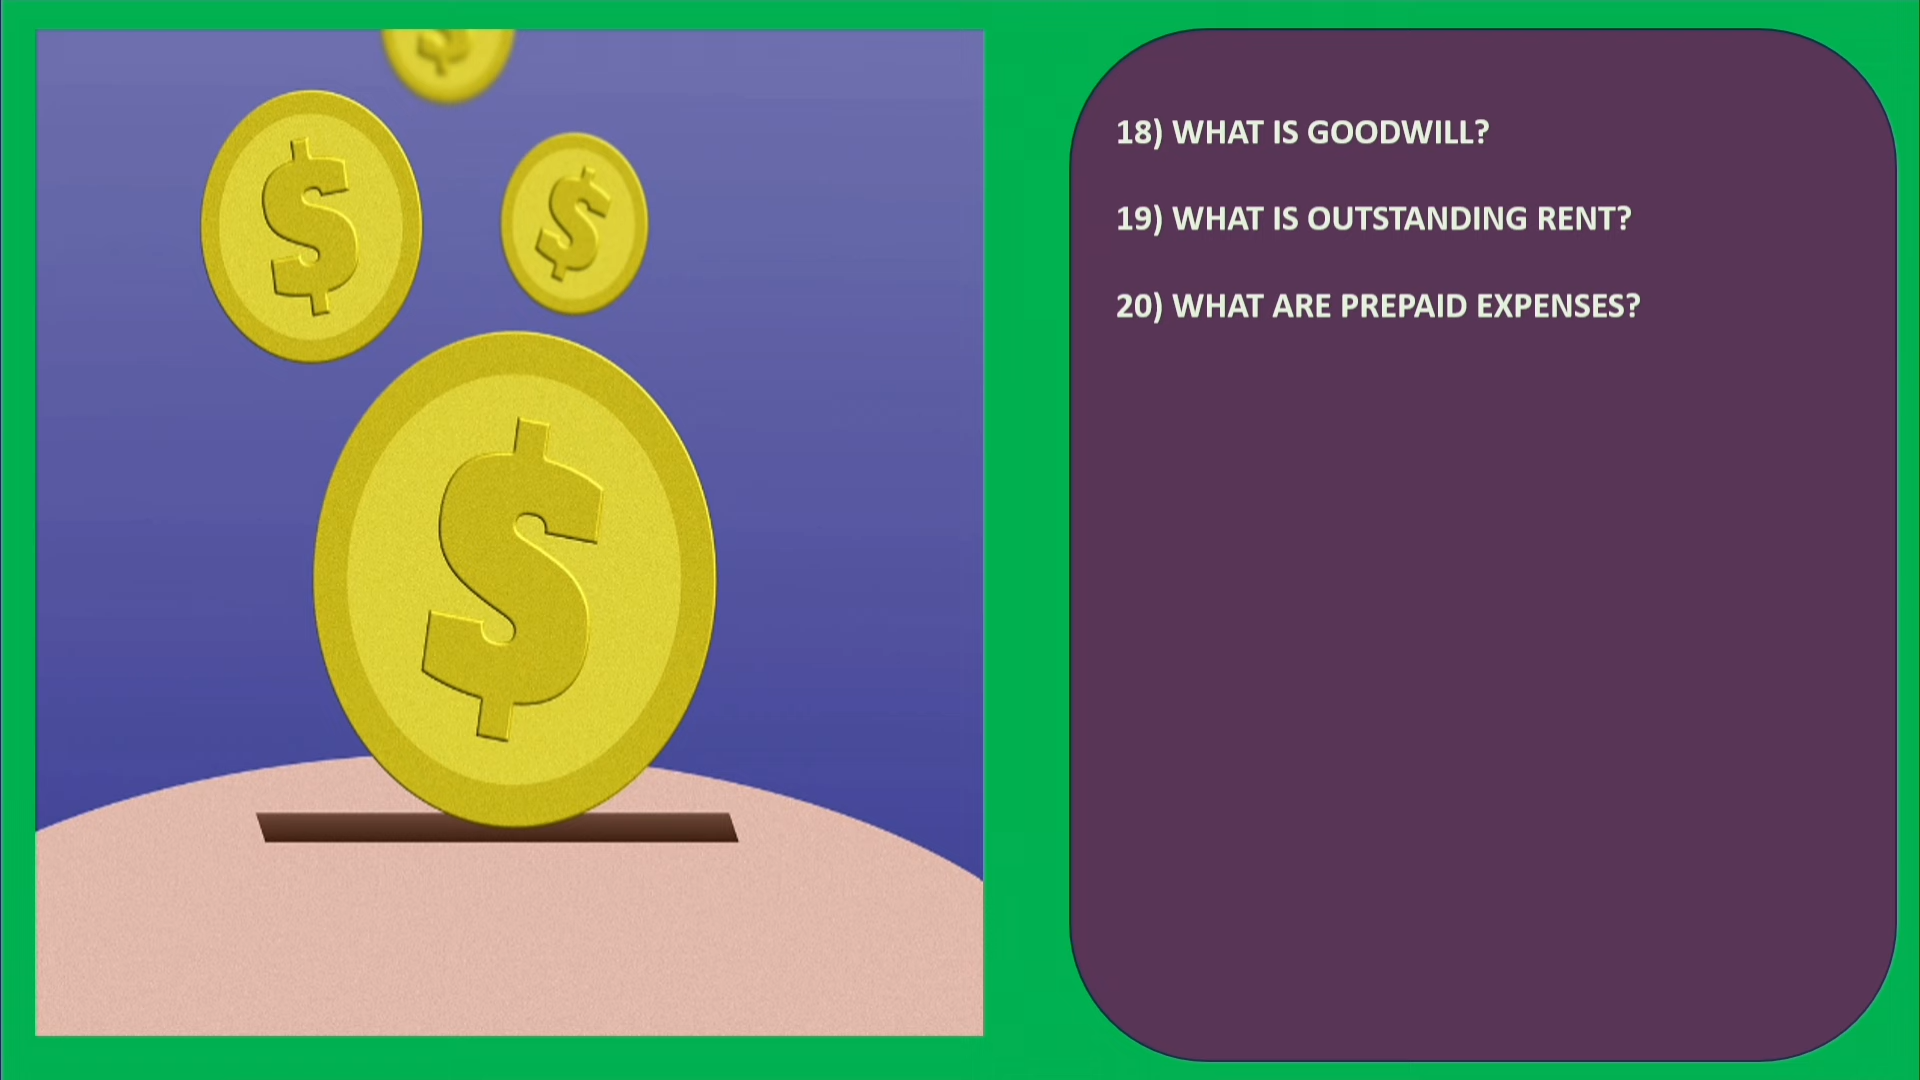 $
$
$
$
18) WHAT IS GOODWILL?
19) WHAT IS OUTSTANDING RENT?
20) WHAT ARE PREPAID EXPENSES?